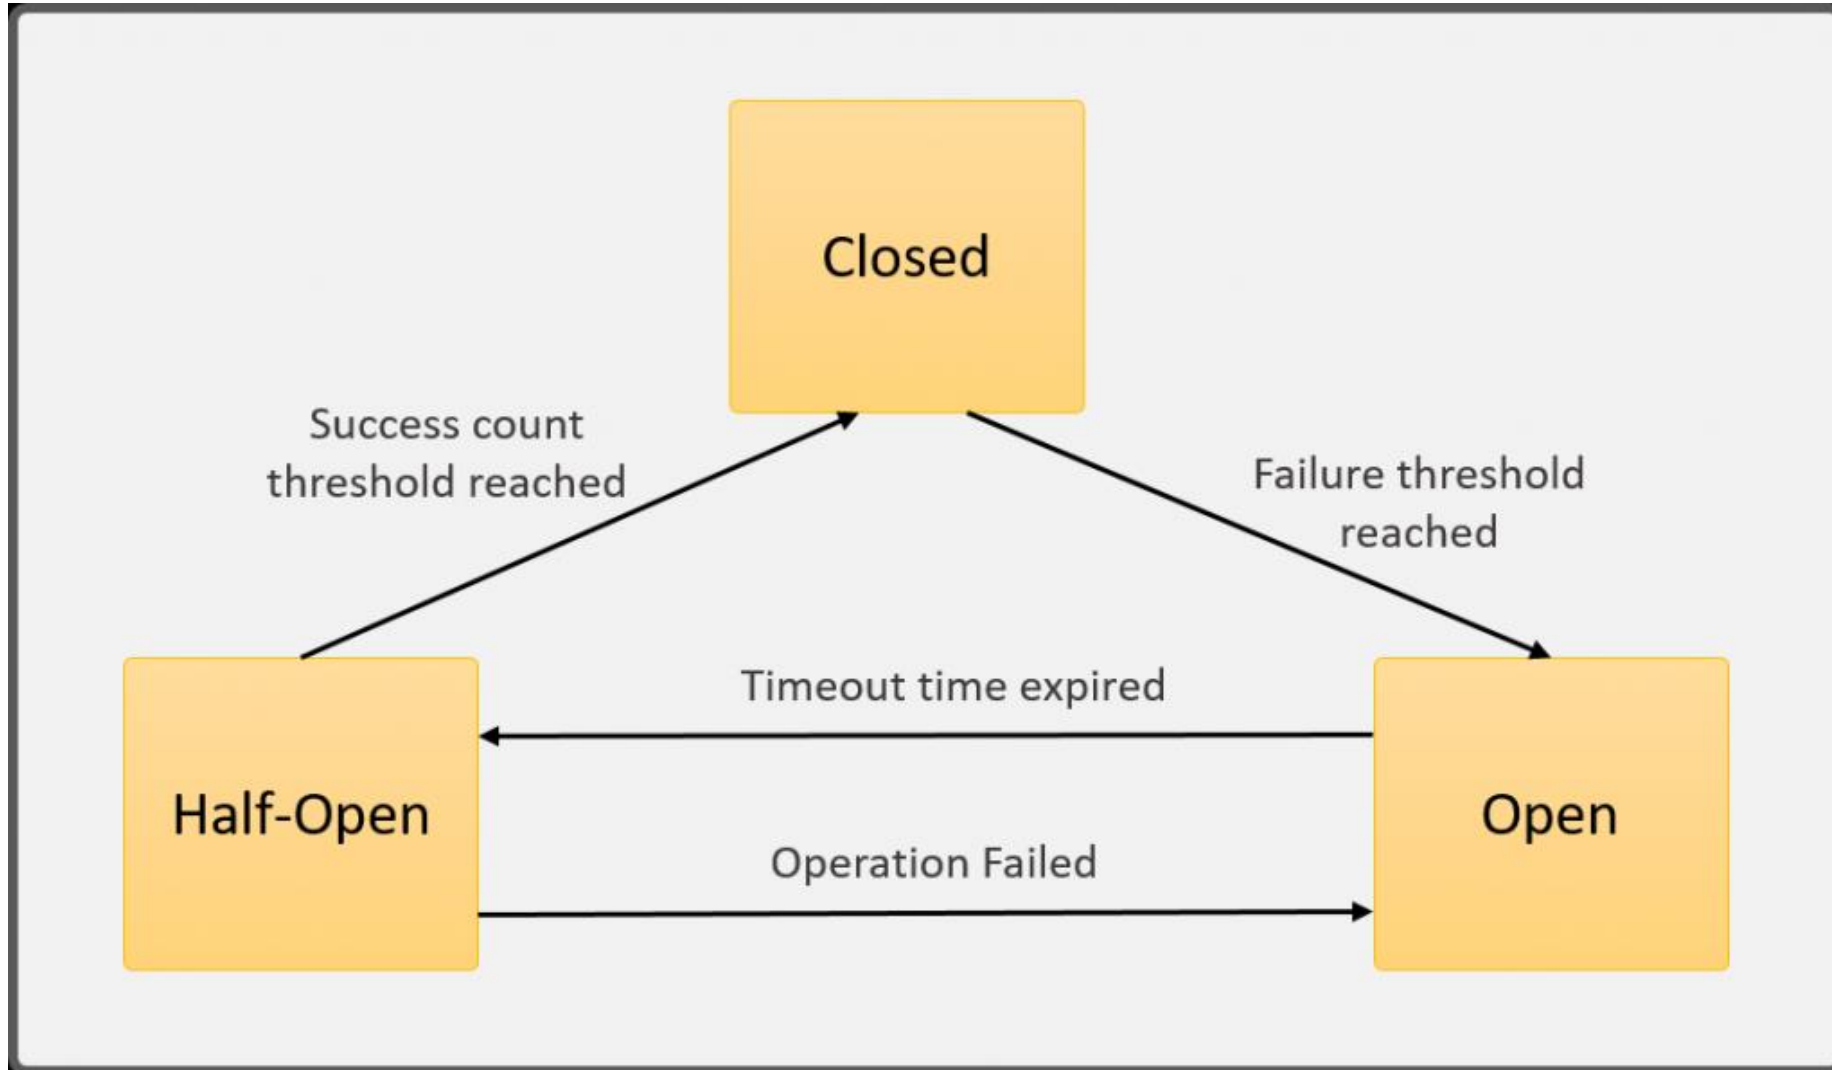 Closed
Success count
threshold reached
Failure threshold
reached
Timeout time expired
Half-Open
Open
Operation Failed